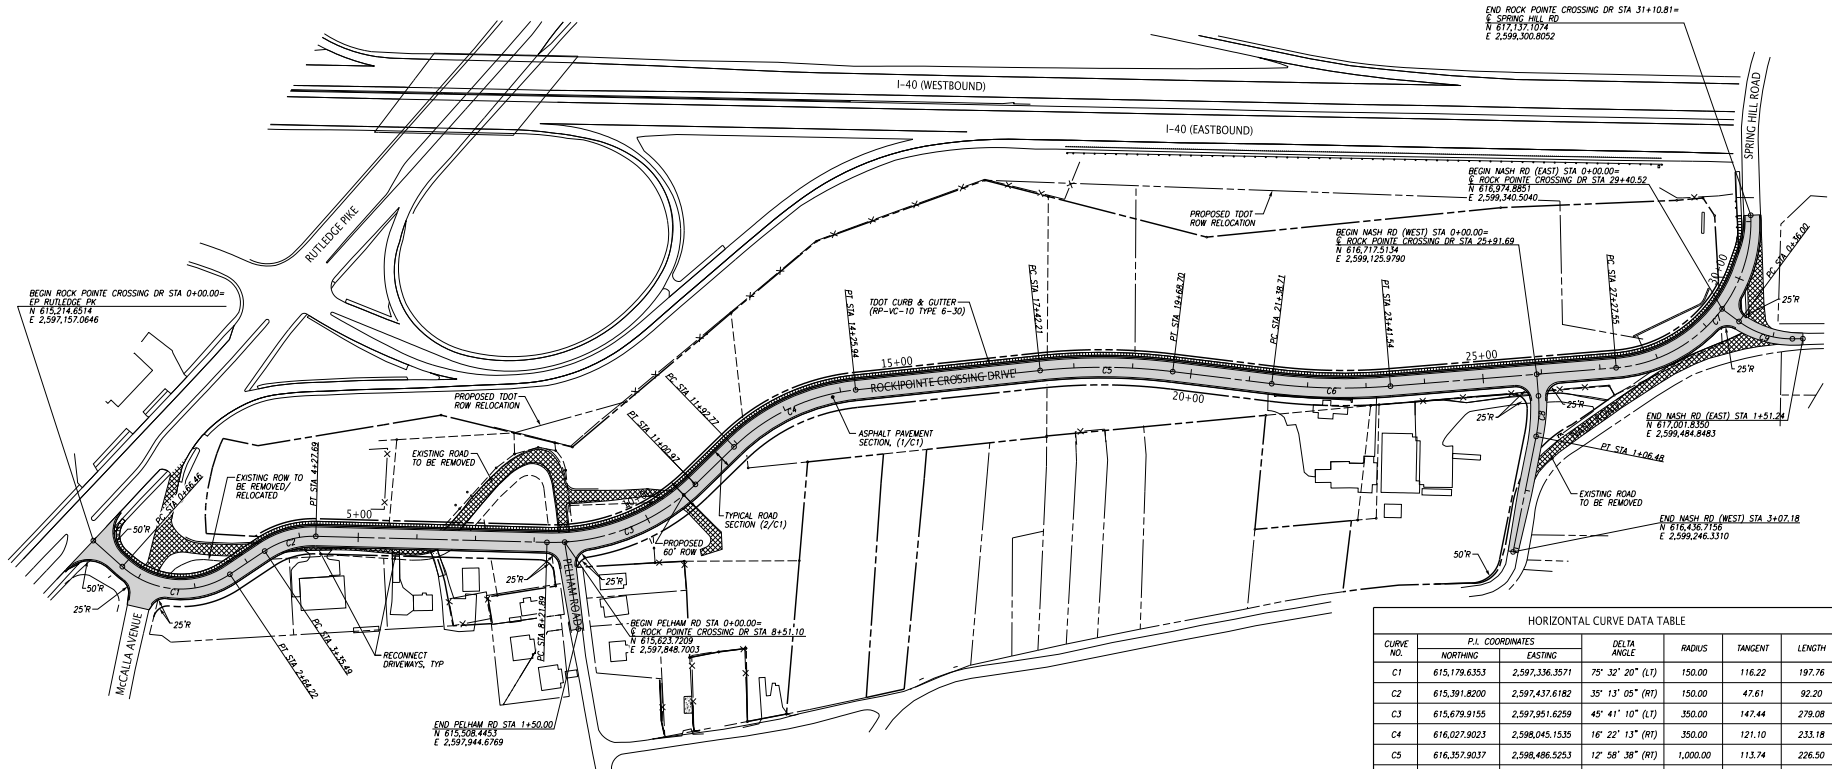 END ROCK POINTE CROSSING DR STA 31+10.81=
℄ SPRING HILL RD
N 617,137.1074
E 2,599,300.8052
I-40 (WESTBOUND)
I-40 (EASTBOUND)
SPRING HILL ROAD
RUTLEDGE PIKE
BEGIN NASH RD (EAST) STA 0+00.00=
℄ ROCK POINTE CROSSING DR STA 29+40.52
N 616,974.8851
E 2,599,340.5040
PROPOSED TDOT
ROW RELOCATION
BEGIN NASH RD (WEST) STA 0+00.00=
℄ ROCK POINTE CROSSING DR STA 25+91.69
N 616,717.5134
E 2,599,125.9790
PC STA 0+36.00
30+00
BEGIN ROCK POINTE CROSSING DR STA 0+00.00=
EP RUTLEDGE PK
N 615,214.6514
E 2,597,157.0646
PT STA 14+25.94
TDOT CURB & GUTTER
(RP-VC-10 TYPE 6-30)
PC STA 17+42.21
PT STA 19+68.70
PC STA 21+38.71
PT STA 23+41.54
PC STA 27+27.55
25'R
C7
C9
25'R
15+00
25+00
ROCK POINTE CROSSING DRIVE
C5
C6
20+00
PROPOSED TDOT
ROW RELOCATION
PC STA 11+92.77
C4
PT STA 11+00.97
ASPHALT PAVEMENT
SECTION, (1/C1)
25'R
25'R
C8
END NASH RD (EAST) STA 1+51.24
N 617,001.8350
E 2,599,484.8483
PT STA 1+06.48
EXISTING ROAD
TO BE REMOVED
EXISTING ROW TO
BE REMOVED/
RELOCATED
PC STA 0+66.46
PT STA 4+27.69
5+00
TYPICAL ROAD
SECTION (2/C1)
PROPOSED
60' ROW
C3
EXISTING ROAD
TO BE REMOVED
END NASH RD (WEST) STA 3+07.18
N 616,436.7156
E 2,599,246.3310
50'R
50'R
C2
C1
50'R
25'R
25'R
25'R
25'R
PELHAM ROAD
PC STA 8+21.89
PC STA 3+35.49
PT STA 2+64.22
RECONNECT
DRIVEWAYS, TYP
McCALLA AVENUE
BEGIN PELHAM RD STA 0+00.00=
℄ ROCK POINTE CROSSING DR STA 8+51.10
N 615,623.7209
E 2,597,848.7003
END PELHAM RD STA 1+50.00
N 615,508.4453
E 2,597,944.6769
HORIZONTAL CURVE DATA TABLE
CURVE NO. P.I. COORDINATES NORTHING EASTING DELTA ANGLE RADIUS TANGENT LENGTH
C1 615,179.6353 2,597,336.3571 75° 32' 20" (LT) 150.00 116.22 197.76
C2 615,391.8200 2,597,437.6182 35° 13' 05" (RT) 150.00 47.61 92.20
C3 615,679.9155 2,597,951.6259 45° 41' 10" (LT) 350.00 147.44 279.08
C4 616,027.9023 2,598,045.1535 16° 22' 13" (RT) 350.00 121.10 233.18
C5 616,357.9037 2,598,486.5253 12° 58' 38" (RT) 1,000.00 113.74 226.50